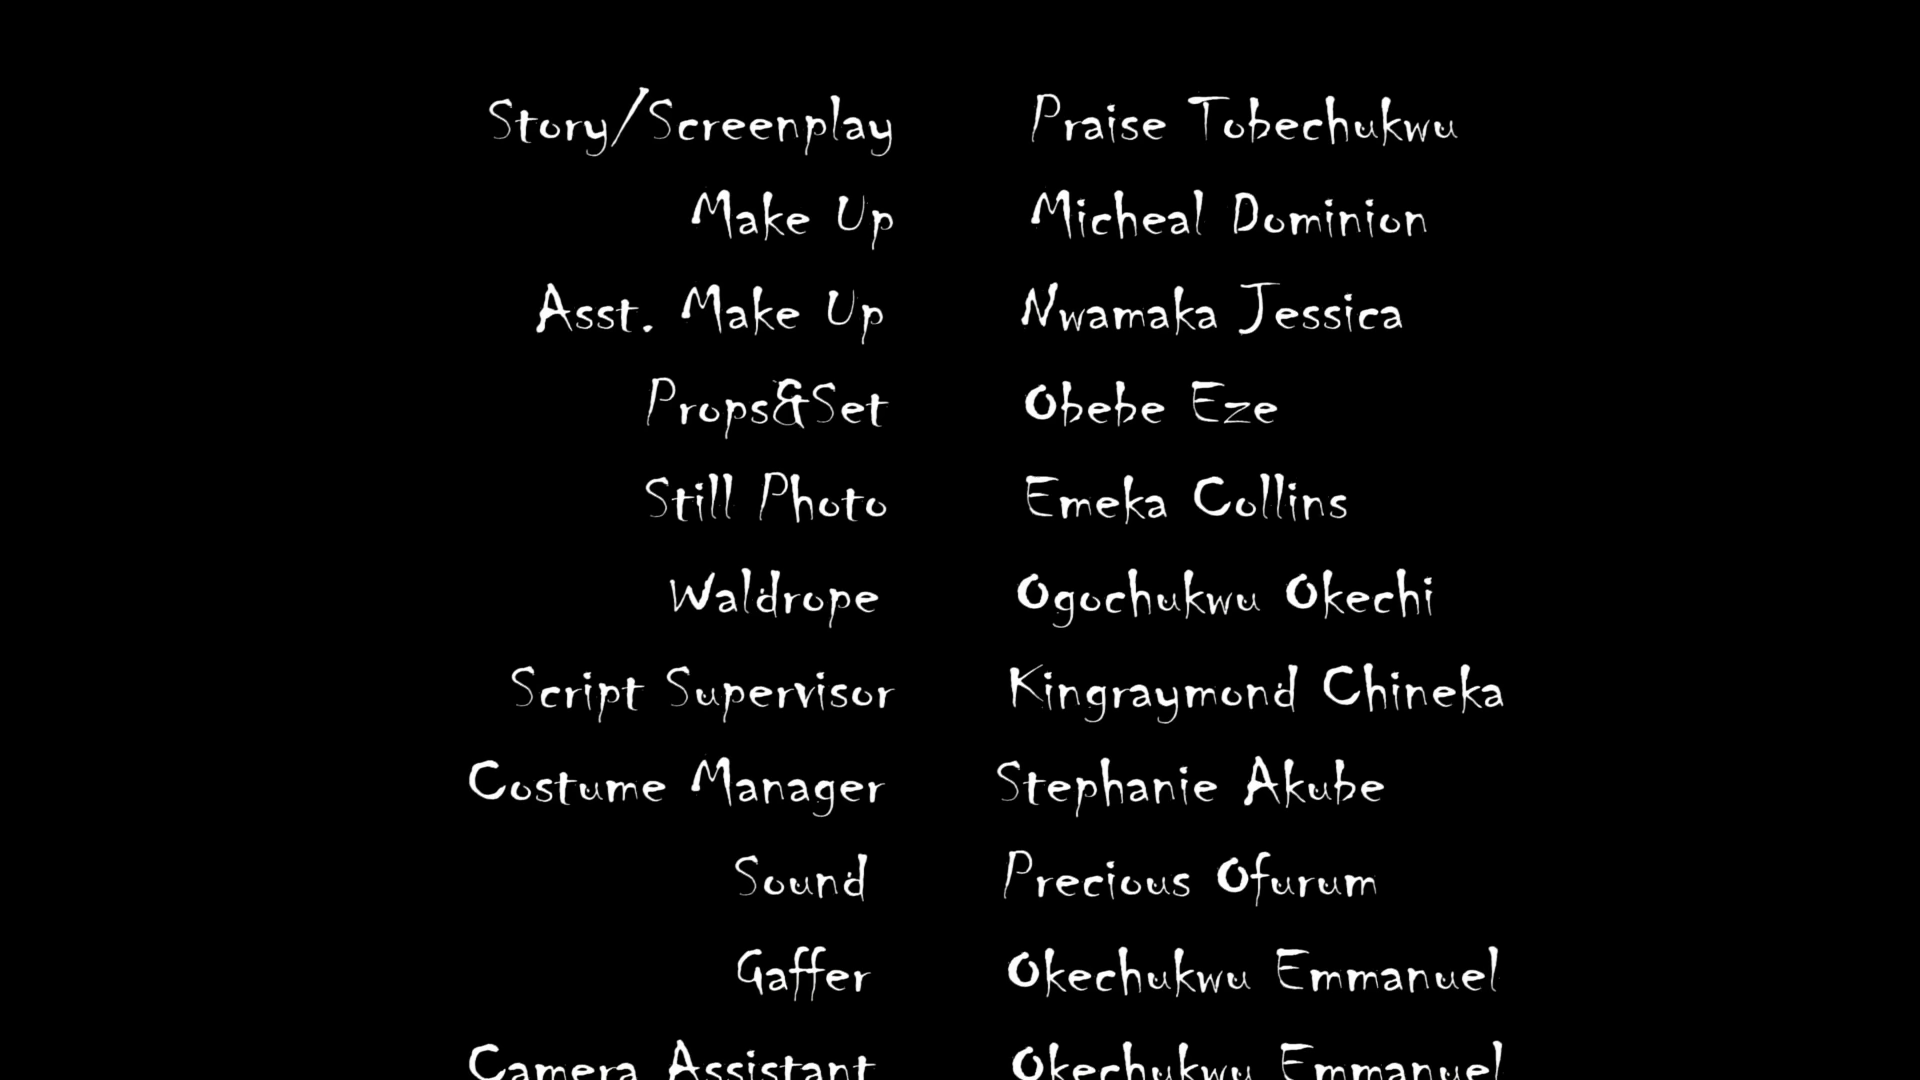 Story/Screenplay Praise Tobechukwu
Make Up Micheal Dominion
Asst. Make Up Nwamaka Jessica
Props&Set Obebe Eze
Still Photo Emeka Collins
Waldrope Ogochukwu Okechi
Script Supervisor Kingraymond Chineka
Costume Manager Stephanie Akube
Sound Precious Ofurum
Gaffer Okechukwu Emmanuel
Camera Assistant Okechukwu Emmanuel